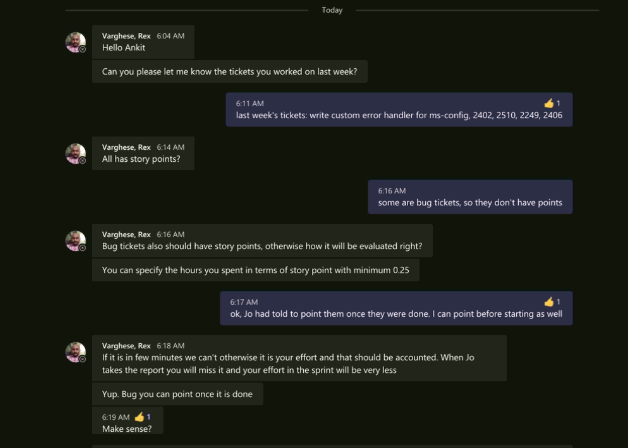 Today
Varghese, Rex 6:04 AM
Hello Ankit
Can you please let me know the tickets you worked on last week?
6:11 AM 👍 1
last week's tickets: write custom error handler for ms-config, 2402, 2510, 2249, 2406
Varghese, Rex 6:14 AM
All has story points?
6:16 AM
some are bug tickets, so they don't have points
Varghese, Rex 6:16 AM
Bug tickets also should have story points, otherwise how it will be evaluated right?
You can specify the hours you spent in terms of story point with minimum 0.25
6:17 AM 👍 1
ok, Jo had told to point them once they were done. I can point before starting as well
Varghese, Rex 6:18 AM
If it is in few minutes we can't otherwise it is your effort and that should be accounted. When Jo
takes the report you will miss it and your effort in the sprint will be very less
Yup. Bug you can point once it is done
6:19 AM 👍 1
Make sense?